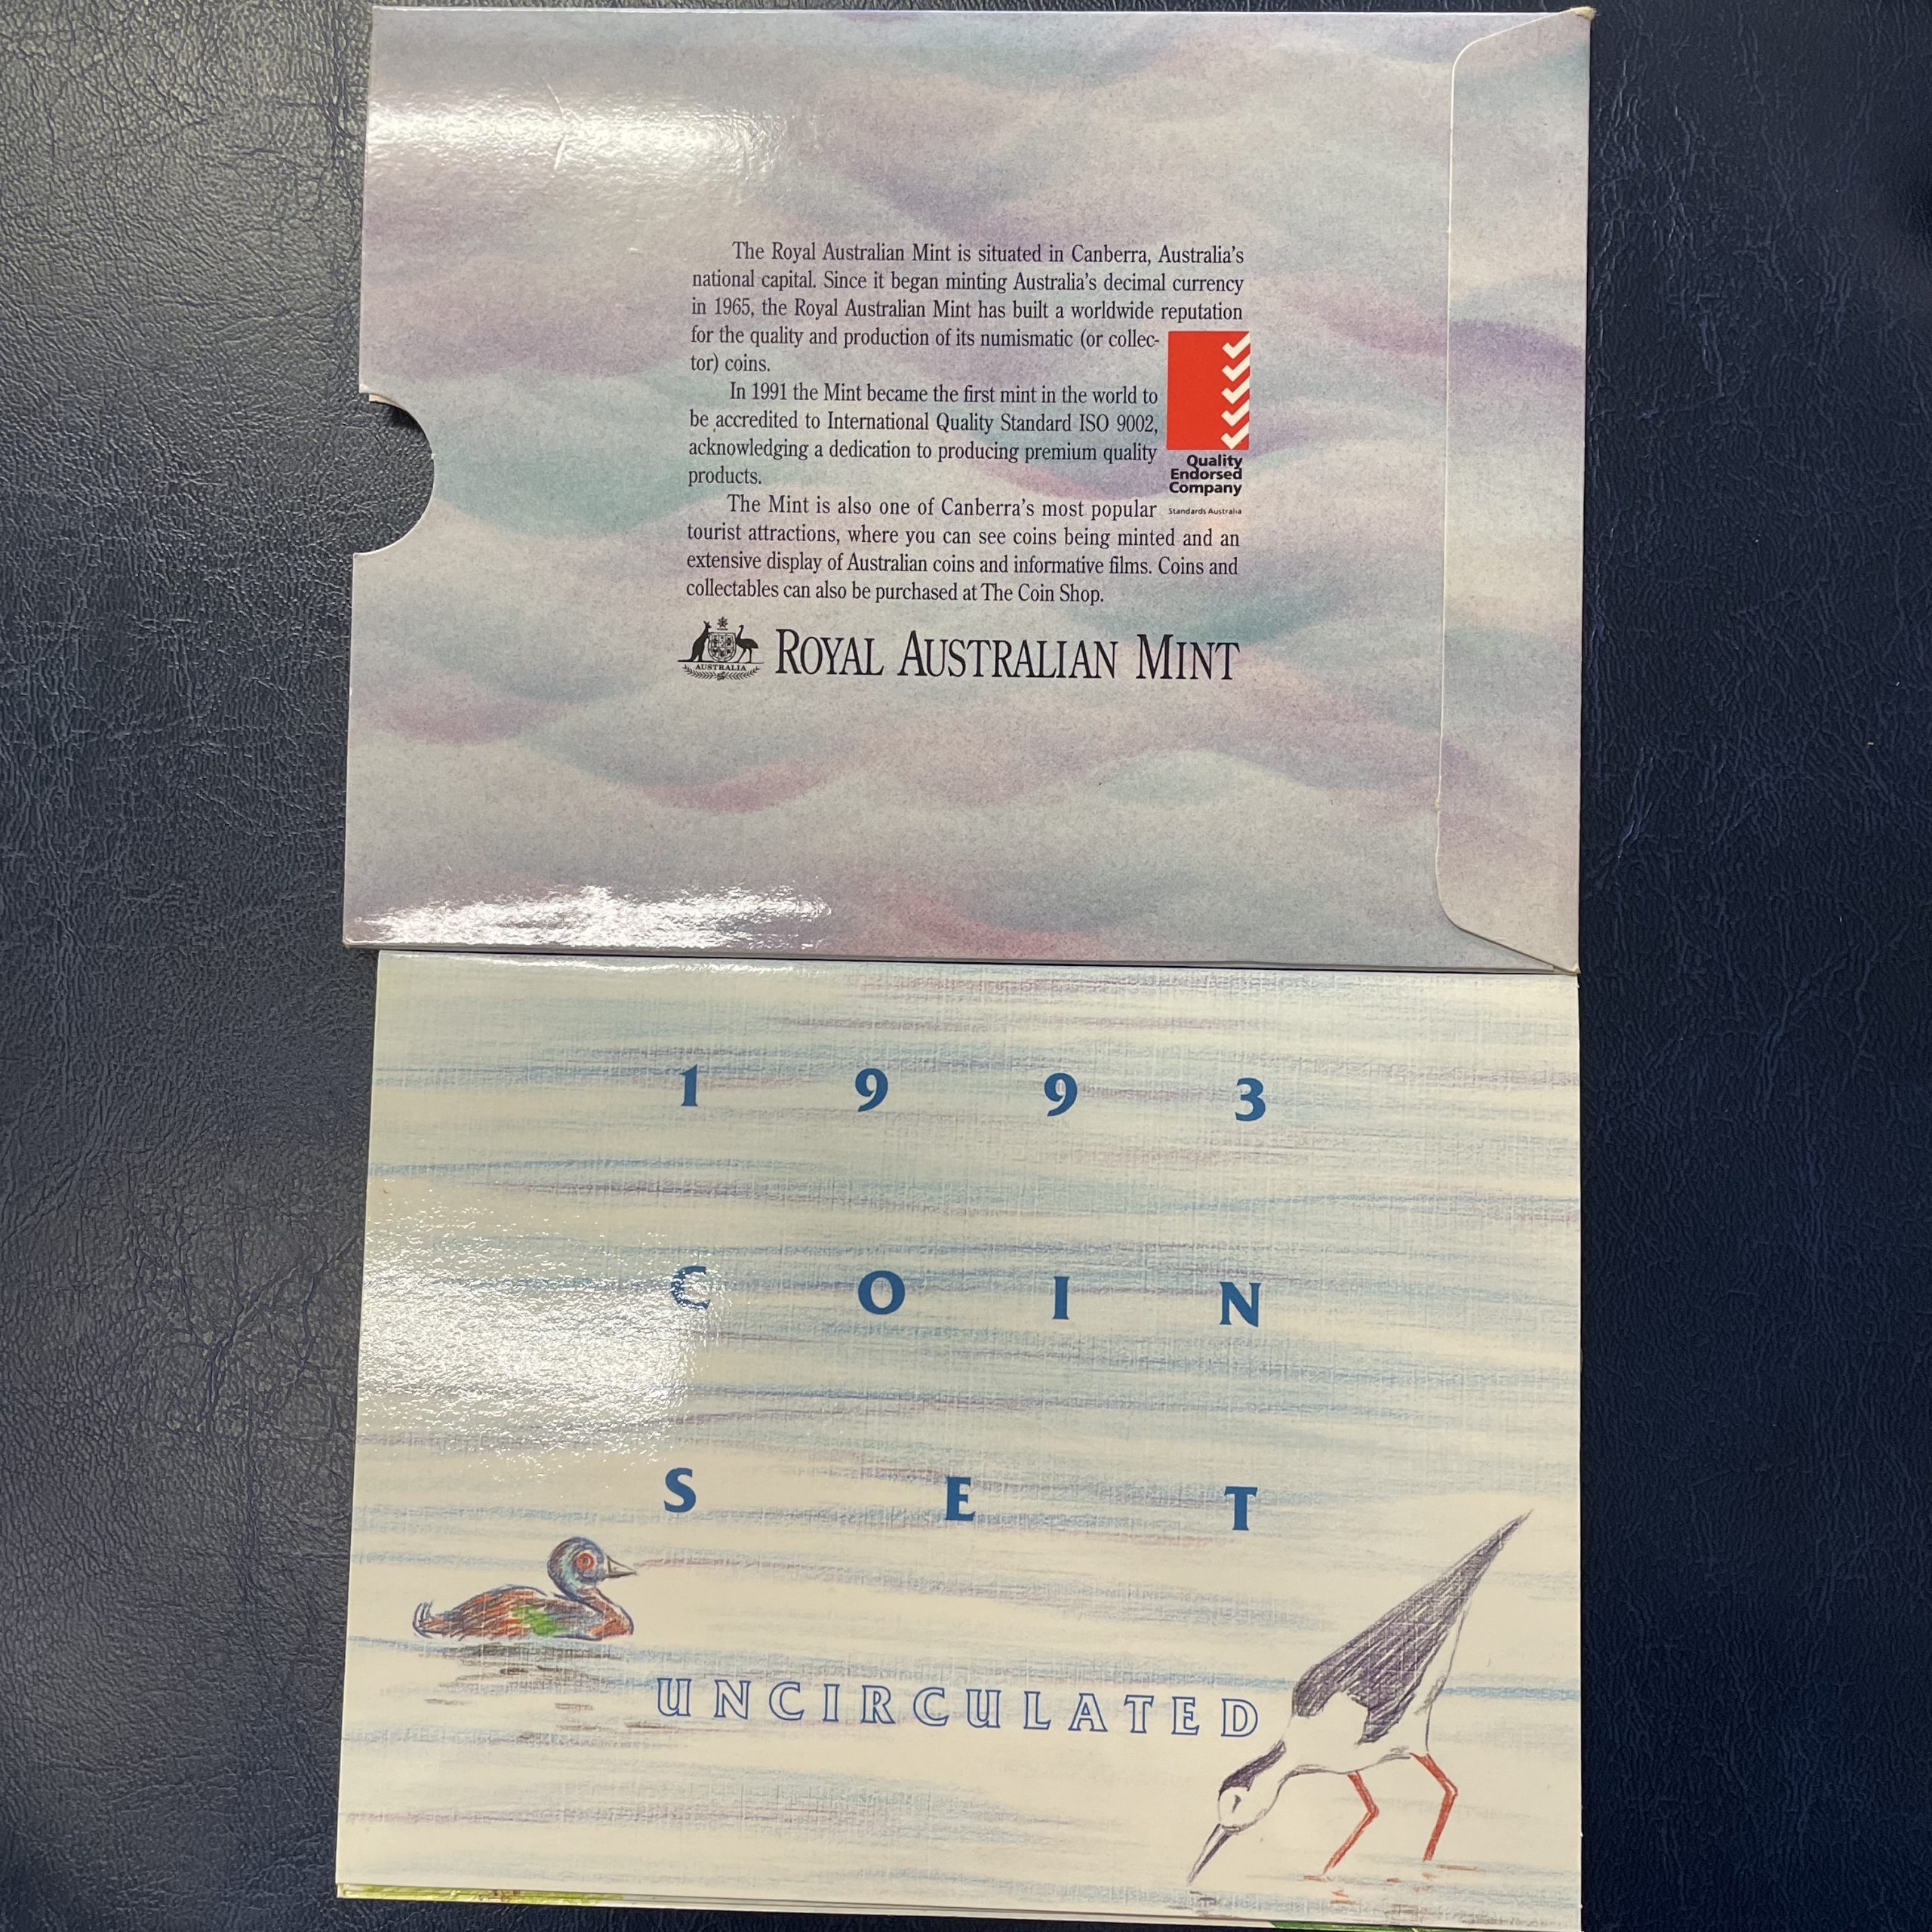 The Royal Australian Mint is situated in Canberra, Australia's
national capital. Since it began minting Australia's decimal currency
in 1965, the Royal Australian Mint has built a worldwide reputation
for the quality and production of its numismatic (or collec-
tor) coins.
In 1991 the Mint became the first mint in the world to
be accredited to International Quality Standard ISO 9002,
acknowledging a dedication to producing premium quality
products.
The Mint is also one of Canberra's most popular
tourist attractions, where you can see coins being minted and an
extensive display of Australian coins and informative films. Coins and
collectables can also be purchased at The Coin Shop.
Quality
Endorsed
Company
Standards Australia
AUSTRALIA
ROYAL AUSTRALIAN MINT
1 9 9 3
C O I N
S E T
UNCIRCULATED